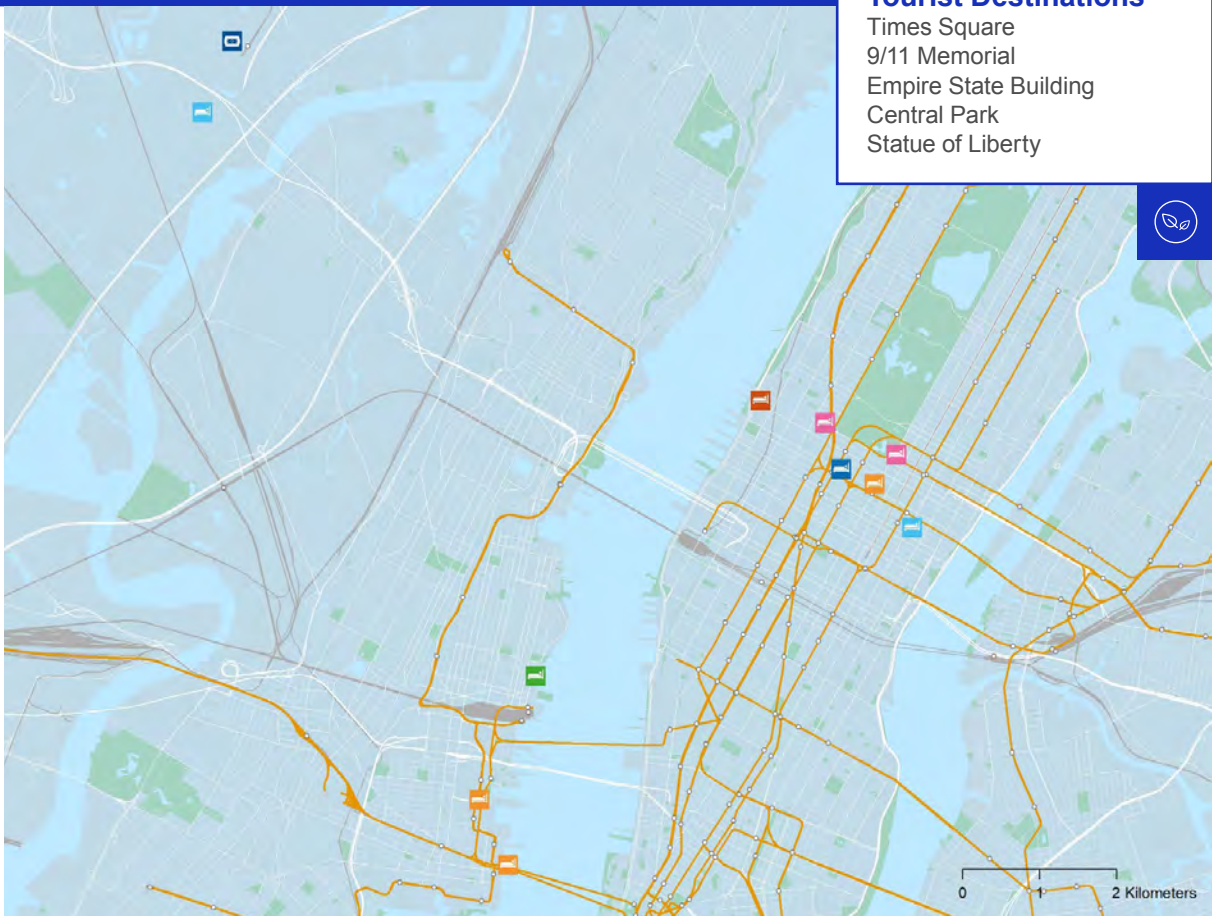 Tourist Destinations
Times Square
9/11 Memorial
Empire State Building
Central Park
Statue of Liberty
0 1 2 Kilometers